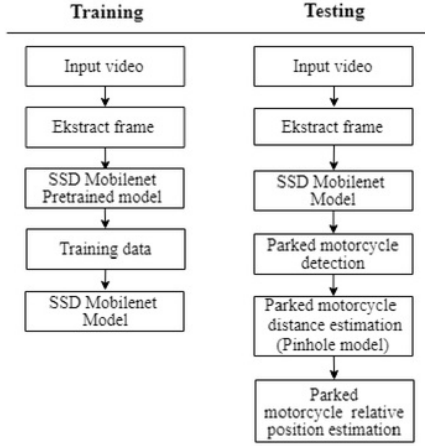 Training
Input video
Ekstract frame
SSD Mobilenet
Pretrained model
Training data
SSD Mobilenet
Model
Testing
Input video
Ekstract frame
SSD Mobilenet
Model
Parked motorcycle
detection
Parked motorcycle
distance estimation
(Pinhole model)
Parked
motorcycle relative
position estimation